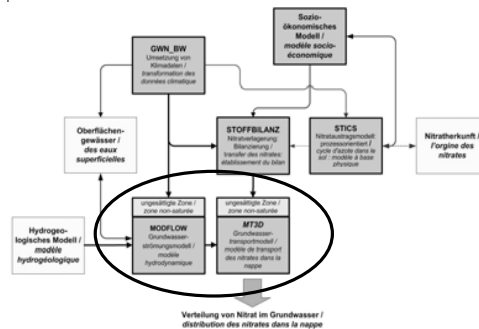 GWN_BW
Umsetzung von
Klimadaten /
transformation des
données climatique
Sozio-
ökonomisches
Modell /
modèle socio-
économique
Oberflächen-
gewässer /
des eaux
superficielles
STOFFBILANZ
Nitratverlagerung:
Bilanzierung /
transfert des nitrates:
établissement du bilan
STICS
Nitrataustragsmodell:
prozessorientiert /
cycle d'azote dans le
sol : modèle à base
physique
Nitratherkunft /
l'orgine des
nitrates
ungesättigte Zone /
zone non-saturée
ungesättigte Zone /
zone non-saturée
Hydrogeo-
logisches Modell /
modèle
hydrogéologique
MODFLOW
Grundwasser-
strömungsmodell /
modèle
hydrodynamique
MT3D
Grundwasser-
transportmodell /
modèle de transport
des nitrates dans la
nappe
Verteilung von Nitrat im Grundwasser /
distribution des nitrates dans la nappe